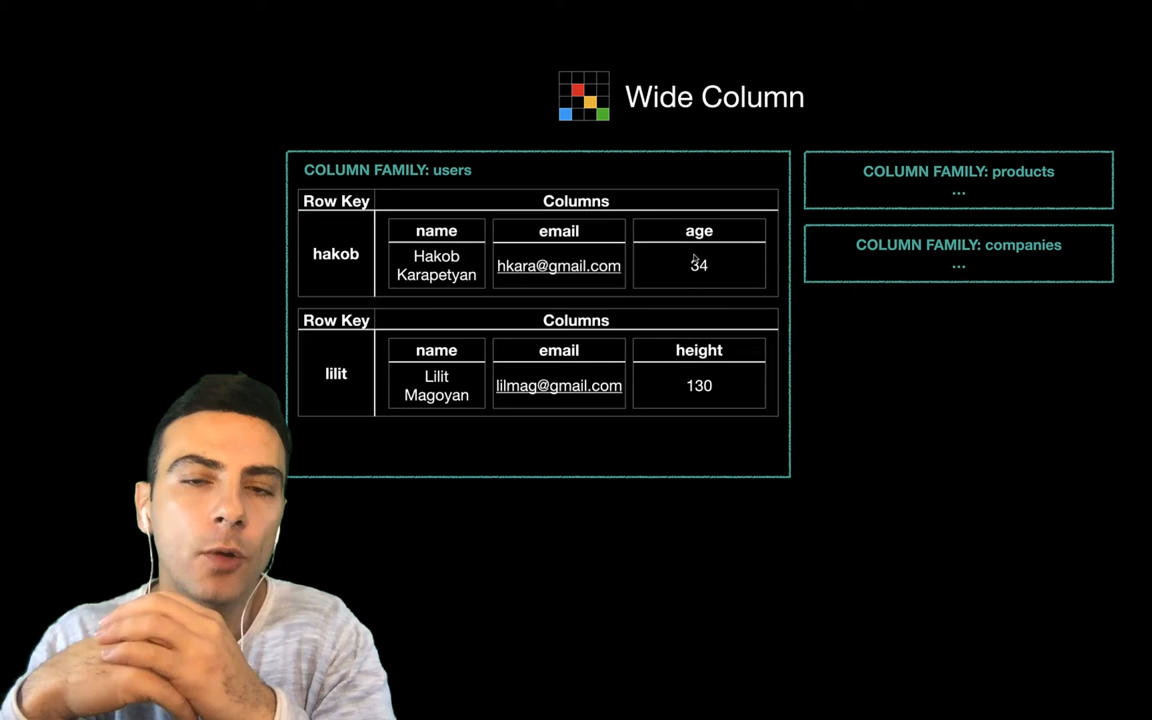 Wide Column
COLUMN FAMILY: users
Row Key Columns
hakob
name email age
Hakob
Karapetyan
hkara@gmail.com
34
Row Key Columns
lilit
name email height
Lilit
Magoyan
lilmag@gmail.com
130
COLUMN FAMILY: products
...
COLUMN FAMILY: companies
...